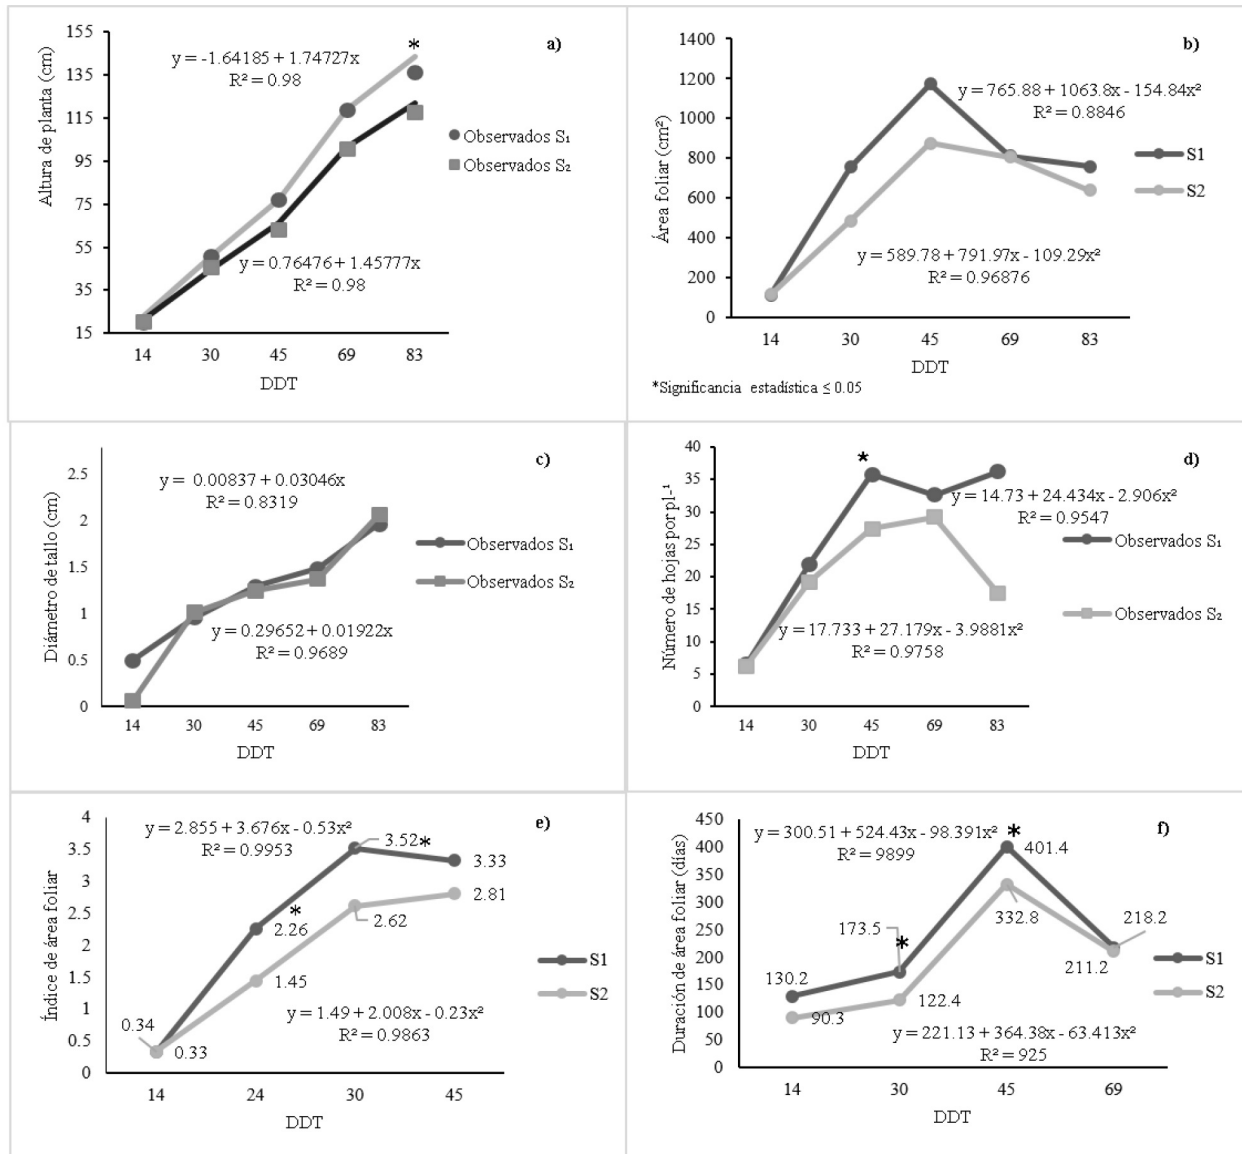 a)
155
135
115
95
75
55
35
15
Altura de planta (cm)
y = -1.64185 + 1.74727x
R² = 0.98
*
Observados S₁
Observados S₂
y = 0.76476 + 1.45777x
R² = 0.98
14 30 45 69 83
DDT
b)
1400
1200
1000
800
600
400
200
0
Área foliar (cm²)
y = 765.88 + 1063.8x - 154.84x²
R² = 0.8846
S1
S2
y = 589.78 + 791.97x - 109.29x²
R² = 0.96876
14 30 45 69 83
DDT
*Significancia estadística ≤ 0.05
c)
2.5
2
1.5
1
0.5
0
Diámetro de tallo (cm)
y = 0.00837 + 0.03046x
R² = 0.8319
Observados S₁
Observados S₂
y = 0.29652 + 0.01922x
R² = 0.9689
14 30 45 69 83
DDT
d)
40
35
30
25
20
15
10
5
0
Número de hojas por pl-¹
*
y = 14.73 + 24.434x - 2.906x²
R² = 0.9547
Observados S₁
Observados S₂
y = 17.733 + 27.179x - 3.9881x²
R² = 0.9758
14 30 45 69 83
DDT
e)
4
3.5
3
2.5
2
1.5
1
0.5
0
Índice de área foliar
y = 2.855 + 3.676x - 0.53x²
R² = 0.9953
3.52 *
3.33
2.81
*
2.26
2.62
1.45
0.34
0.33
S1
S2
y = 1.49 + 2.008x - 0.23x²
R² = 0.9863
14 24 30 45
DDT
f)
450
400
350
300
250
200
150
100
50
0
Duración de área foliar (días)
y = 300.51 + 524.43x - 98.391x²
R² = 9899
*
401.4
332.8
173.5
*
218.2
130.2
211.2
122.4
90.3
S1
S2
y = 221.13 + 364.38x - 63.413x²
R² = 925
14 30 45 69
DDT